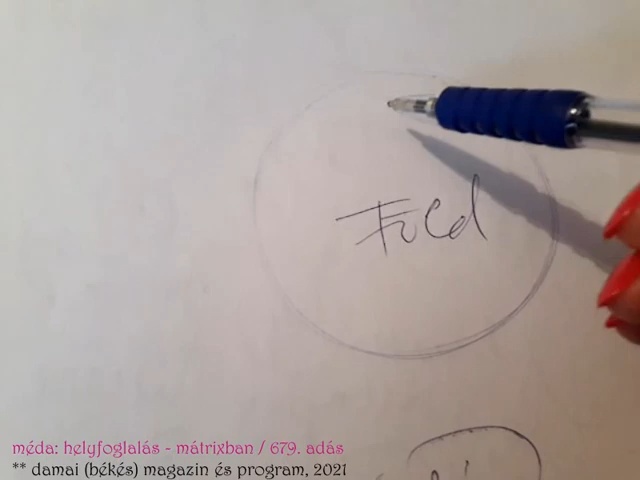 Föld
méda: helyfoglalás - mátrixban / 679. adás
** damai (békés) magazin és program, 2021